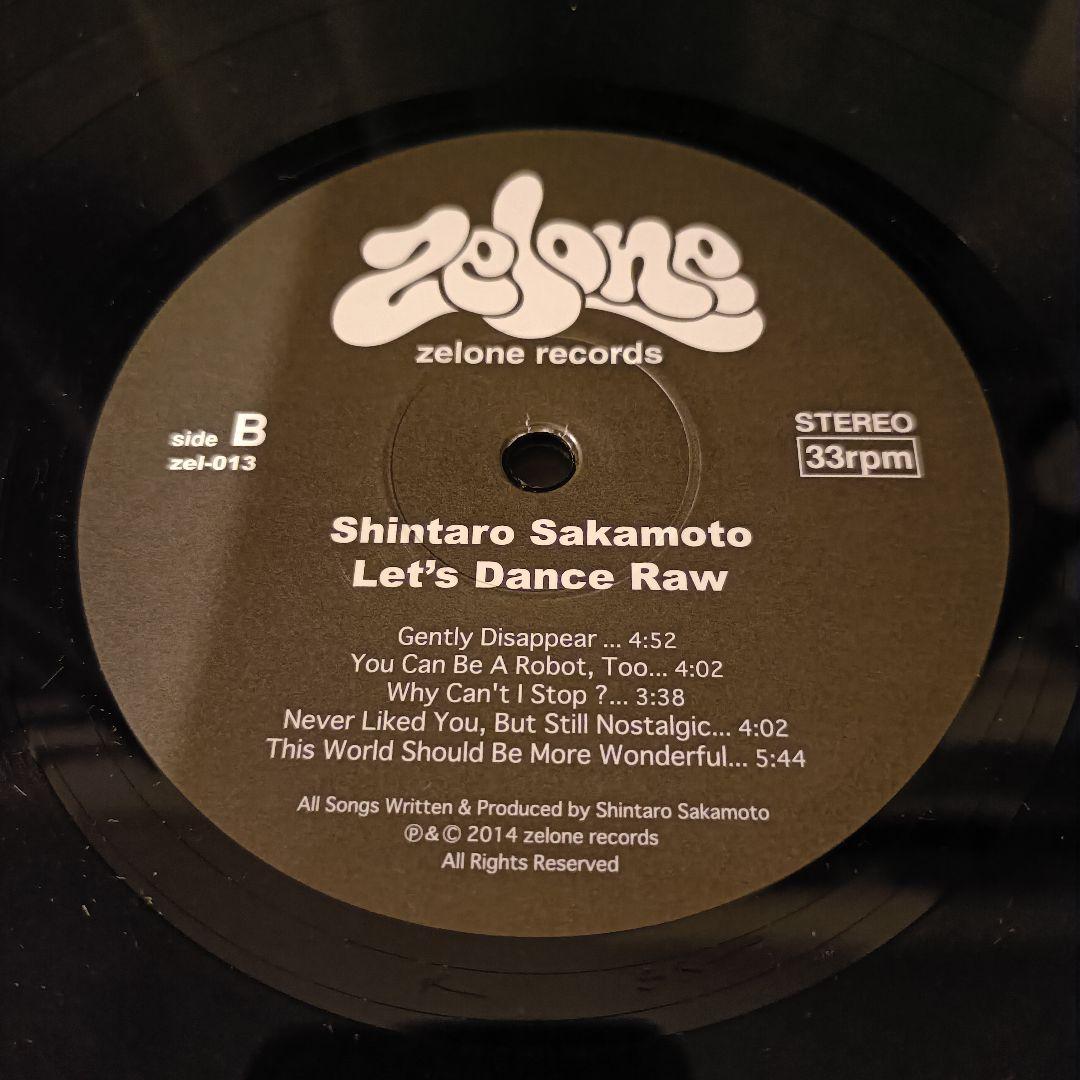 zelone
zelone records
side B
zel-013
STEREO
33rpm
Shintaro Sakamoto
Let's Dance Raw
Gently Disappear ... 4:52
You Can Be A Robot, Too... 4:02
Why Can't I Stop ?... 3:38
Never Liked You, But Still Nostalgic... 4:02
This World Should Be More Wonderful... 5:44
All Songs Written & Produced by Shintaro Sakamoto
℗&© 2014 zelone records
All Rights Reserved